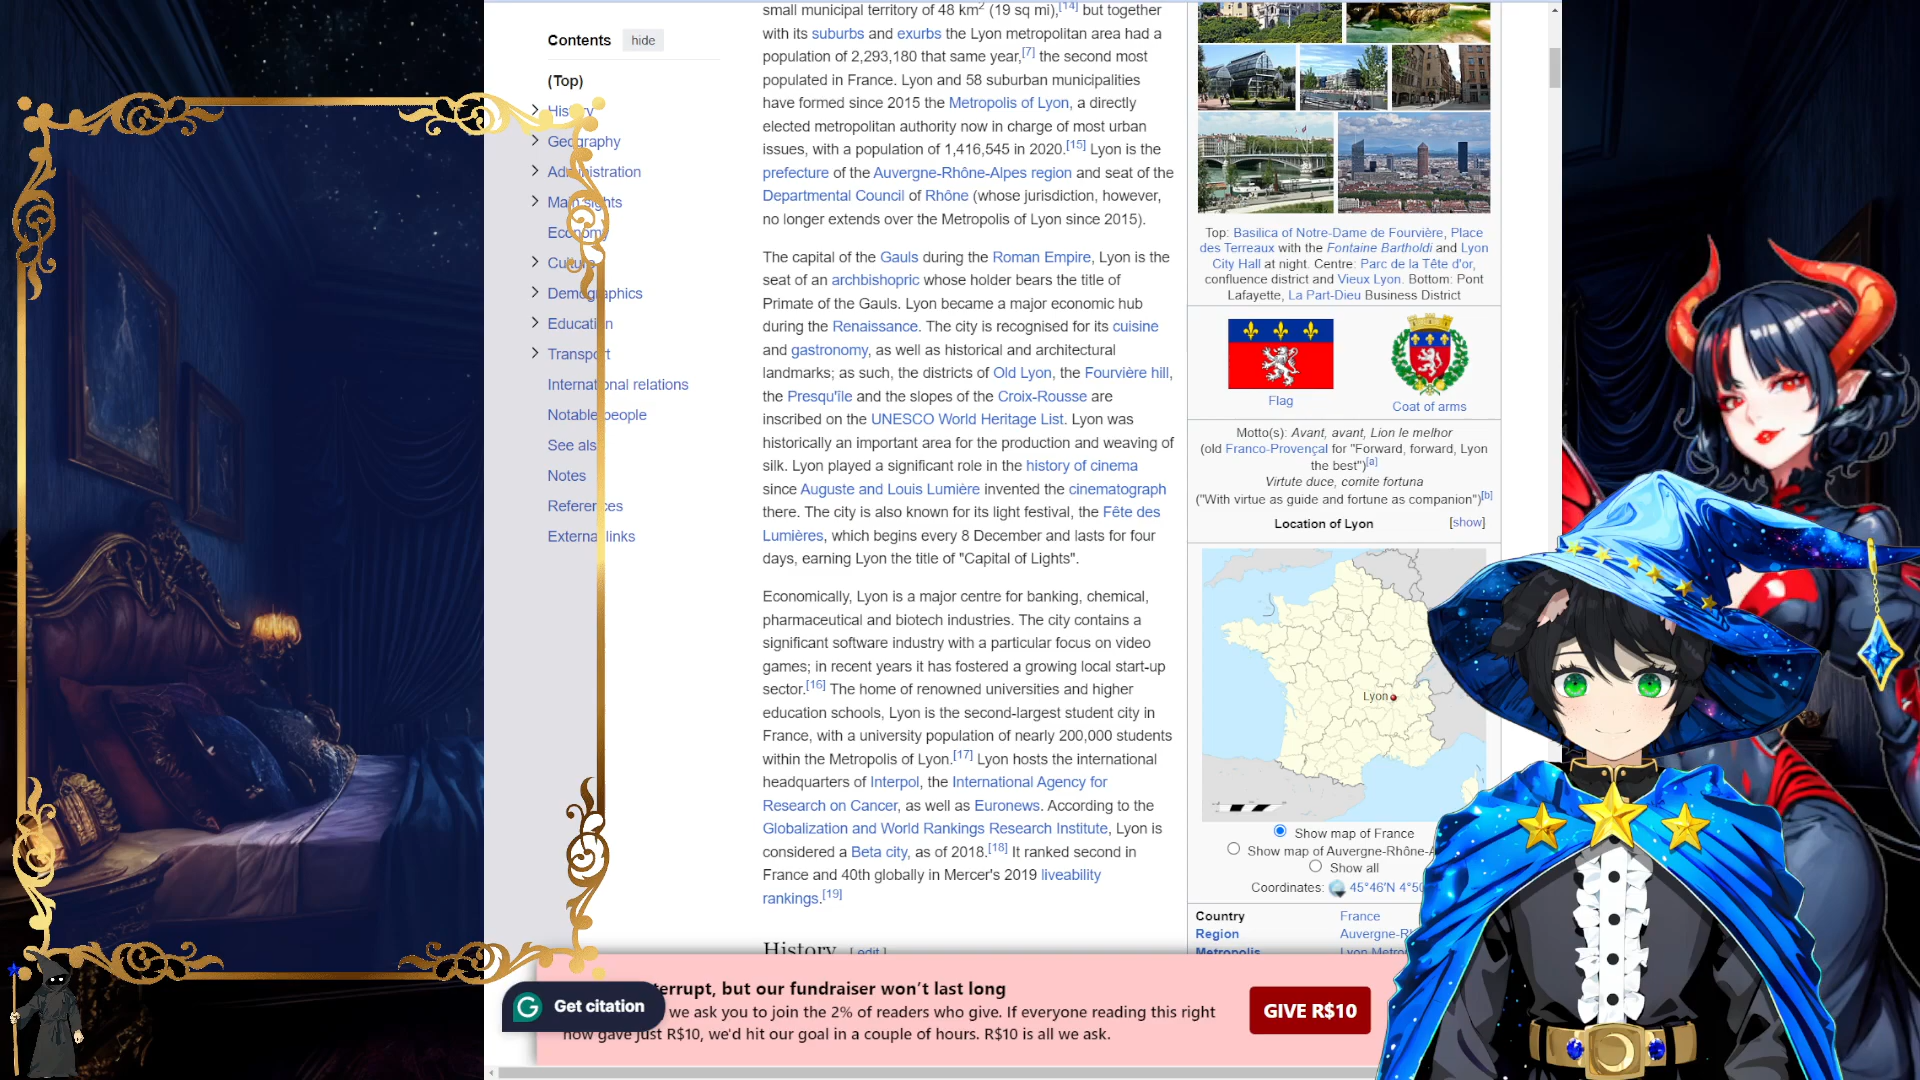 Contents hide
(Top)
History
Geography
Administration
Main sights
Economy
Culture
Demographics
Education
Transport
International relations
Notable people
See also
Notes
References
External links
small municipal territory of 48 km² (19 sq mi),[14] but together
with its suburbs and exurbs the Lyon metropolitan area had a
population of 2,293,180 that same year,[7] the second most
populated in France. Lyon and 58 suburban municipalities
have formed since 2015 the Metropolis of Lyon, a directly
elected metropolitan authority now in charge of most urban
issues, with a population of 1,416,545 in 2020.[15] Lyon is the
prefecture of the Auvergne-Rhône-Alpes region and seat of the
Departmental Council of Rhône (whose jurisdiction, however,
no longer extends over the Metropolis of Lyon since 2015).
The capital of the Gauls during the Roman Empire, Lyon is the
seat of an archbishopric whose holder bears the title of
Primate of the Gauls. Lyon became a major economic hub
during the Renaissance. The city is recognised for its cuisine
and gastronomy, as well as historical and architectural
landmarks; as such, the districts of Old Lyon, the Fourvière hill,
the Presqu'île and the slopes of the Croix-Rousse are
inscribed on the UNESCO World Heritage List. Lyon was
historically an important area for the production and weaving of
silk. Lyon played a significant role in the history of cinema
since Auguste and Louis Lumière invented the cinematograph
there. The city is also known for its light festival, the Fête des
Lumières, which begins every 8 December and lasts for four
days, earning Lyon the title of "Capital of Lights".
Economically, Lyon is a major centre for banking, chemical,
pharmaceutical and biotech industries. The city contains a
significant software industry with a particular focus on video
games; in recent years it has fostered a growing local start-up
sector.[16] The home of renowned universities and higher
education schools, Lyon is the second-largest student city in
France, with a university population of nearly 200,000 students
within the Metropolis of Lyon.[17] Lyon hosts the international
headquarters of Interpol, the International Agency for
Research on Cancer, as well as Euronews. According to the
Globalization and World Rankings Research Institute, Lyon is
considered a Beta city, as of 2018.[18] It ranked second in
France and 40th globally in Mercer's 2019 liveability
rankings.[19]
History [ edit ]
Top: Basilica of Notre-Dame de Fourvière, Place
des Terreaux with the Fontaine Bartholdi and Lyon
City Hall at night. Centre: Parc de la Tête d'or,
confluence district and Vieux Lyon. Bottom: Pont
Lafayette, La Part-Dieu Business District
Flag
Coat of arms
Motto(s): Avant, avant, Lion le melhor
(old Franco-Provençal for "Forward, forward, Lyon
the best")[a]
Virtute duce, comite fortuna
("With virtue as guide and fortune as companion")[b]
Location of Lyon [show]
Lyon
Show map of France
Show map of Auvergne-Rhône-A
Show all
Coordinates: 45°46′N 4°50
Country France
Region Auvergne-Rh
Metropolis Lyon Metro
terrupt, but our fundraiser won't last long
we ask you to join the 2% of readers who give. If everyone reading this right
now gave just R$10, we'd hit our goal in a couple of hours. R$10 is all we ask.
Get citation
GIVE R$10